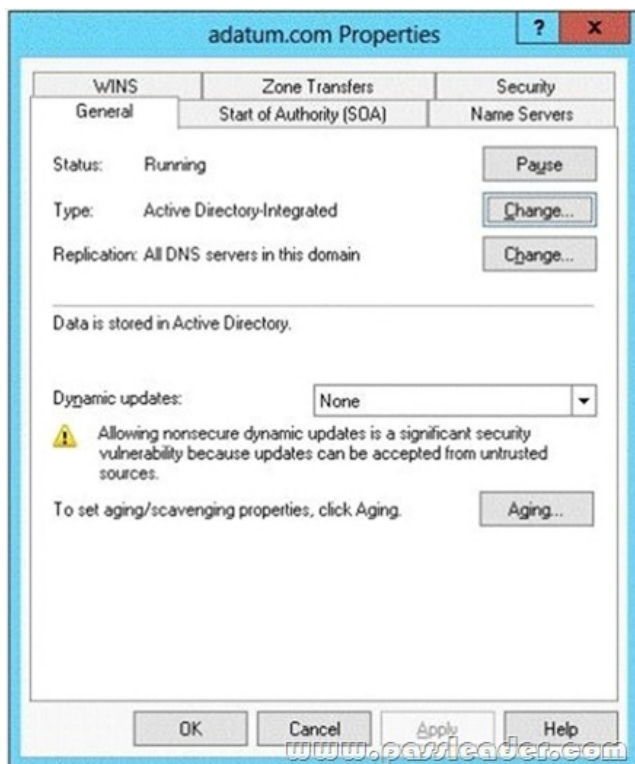 adatum.com Properties
?
x
WINS
Zone Transfers
Security
General
Start of Authority (SOA)
Name Servers
Status: Running
Pause
Type: Active Directory-Integrated
Change...
Replication: All DNS servers in this domain
Change...
Data is stored in Active Directory.
Dynamic updates:
None
Allowing nonsecure dynamic updates is a significant security
vulnerability because updates can be accepted from untrusted
sources.
To set aging/scavenging properties, click Aging.
Aging...
OK
Cancel
Apply
Help
www.passleader.com